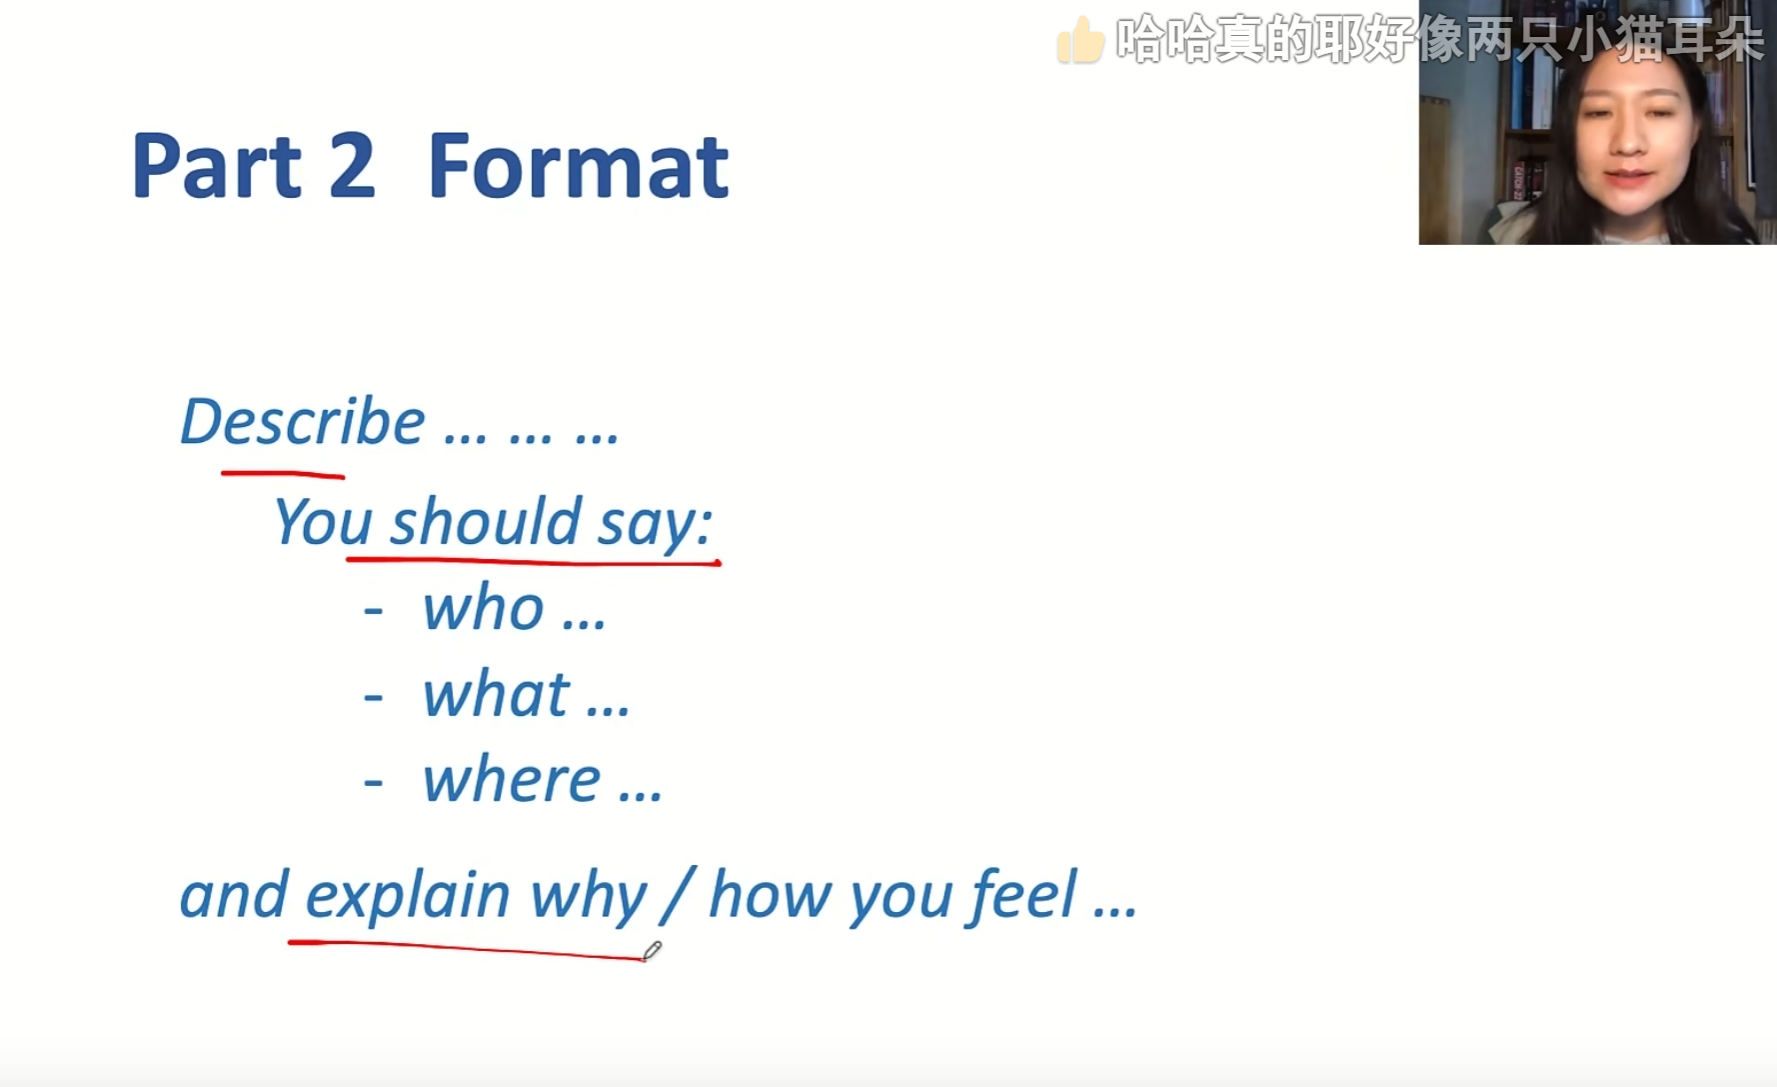 哈哈真的耶好像两只小猫耳朵
Part 2 Format
Describe ... ... ...
You should say:
- who ...
- what ...
- where ...
and explain why / how you feel ...